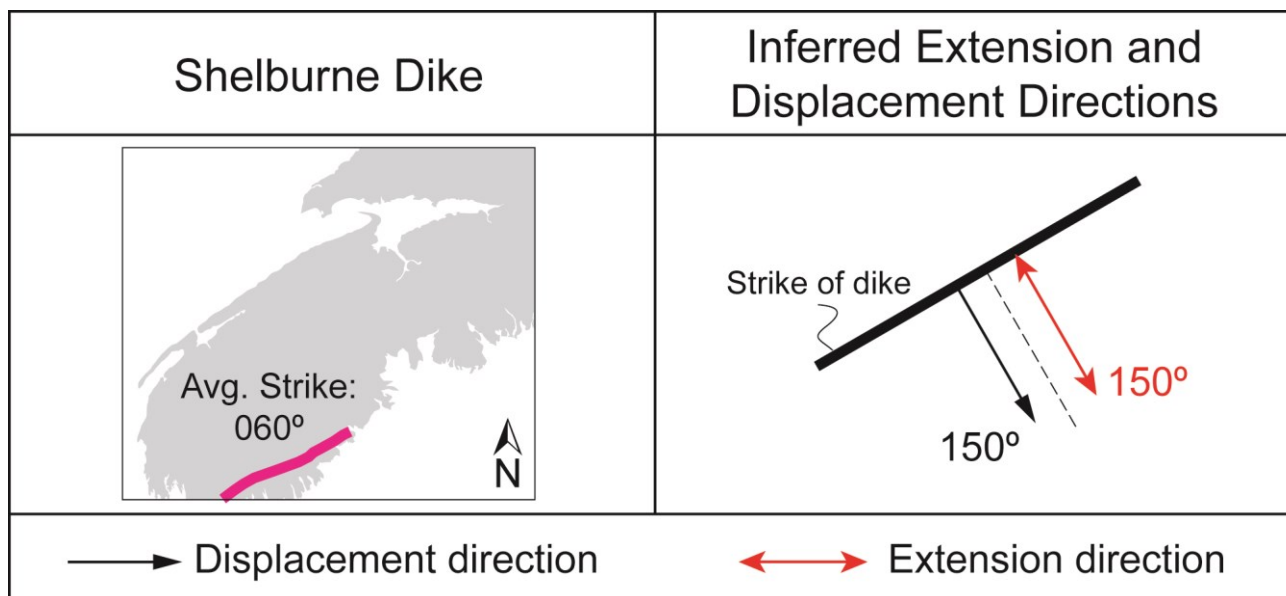 Shelburne Dike
Inferred Extension and
Displacement Directions
Avg. Strike:
060º
N
Strike of dike
150º
150º
Displacement direction
Extension direction